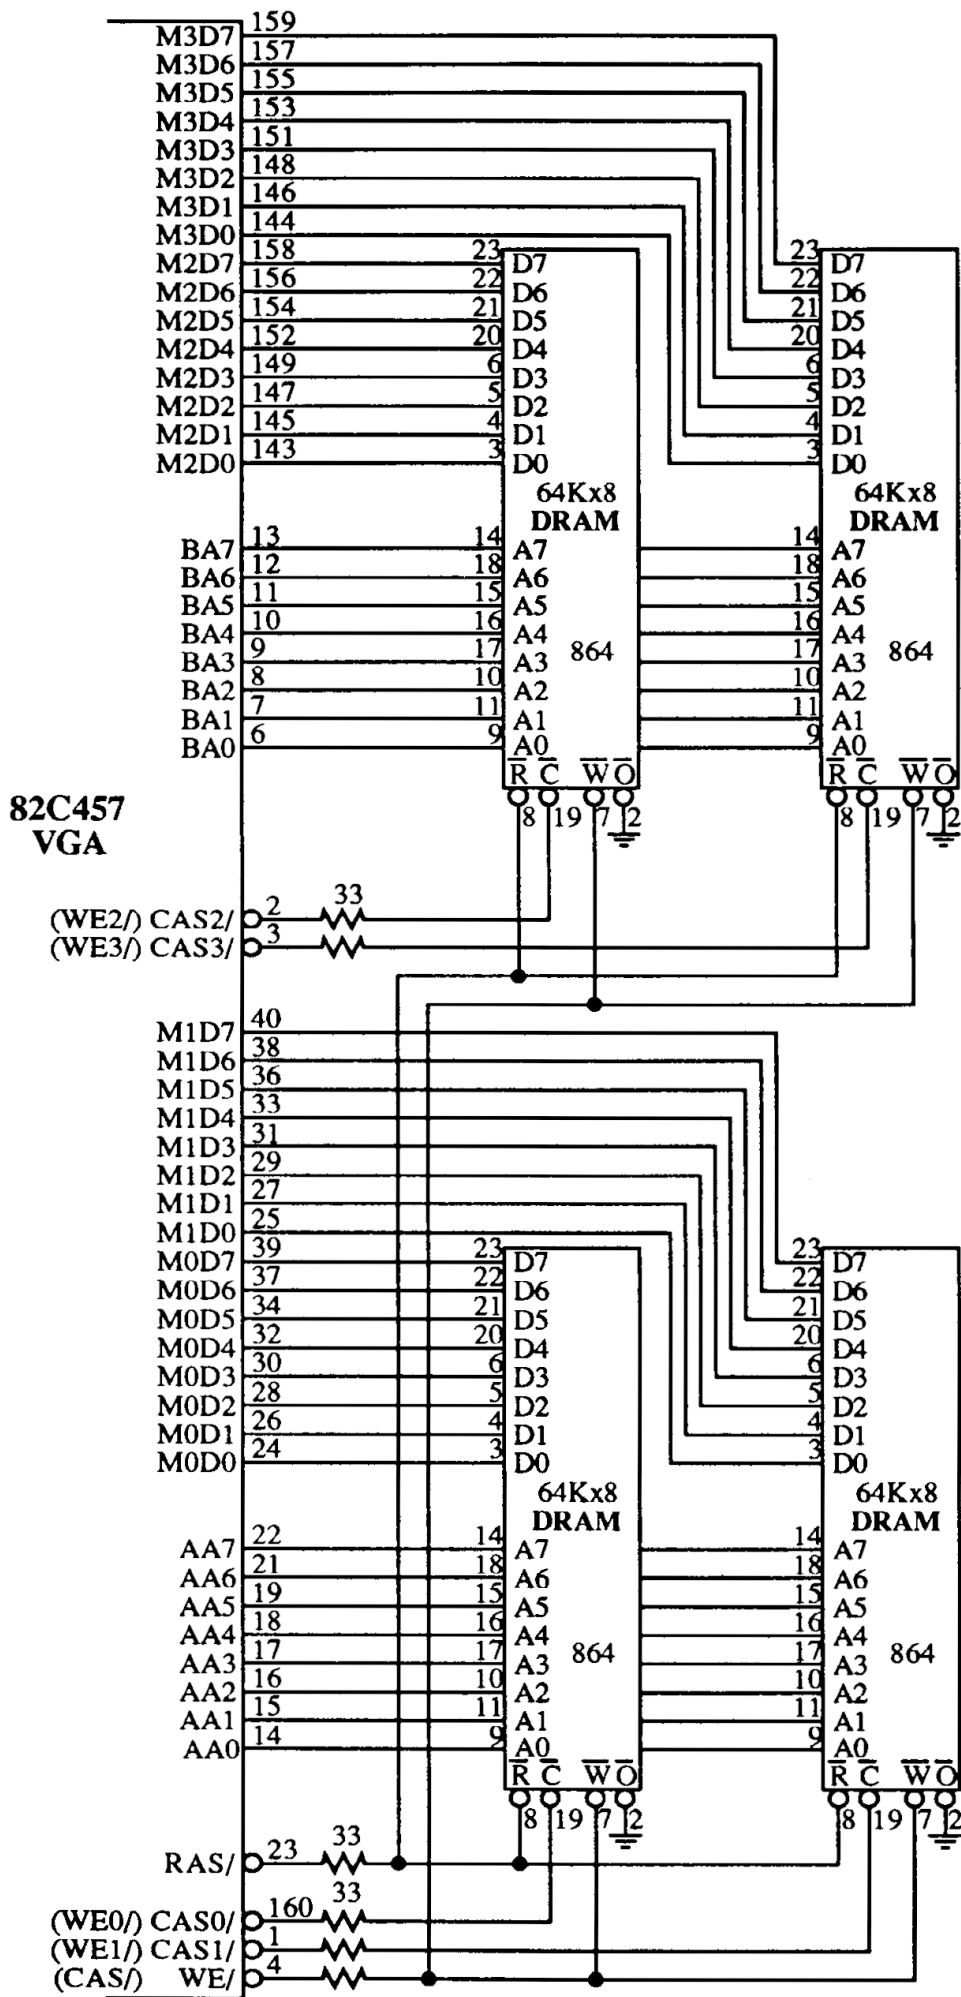 M3D7 159
M3D6 157
M3D5 155
M3D4 153
M3D3 151
M3D2 148
M3D1 146
M3D0 144
M2D7 158 23 D7 23 D7
M2D6 156 22 D6 22 D6
M2D5 154 21 D5 21 D5
M2D4 152 20 D4 20 D4
M2D3 149 6 D3 6 D3
M2D2 147 5 D2 5 D2
M2D1 145 4 D1 4 D1
M2D0 143 3 D0 3 D0
64Kx8 64Kx8
DRAM DRAM
BA7 13 14 A7 14 A7
BA6 12 18 A6 18 A6
BA5 11 15 A5 15 A5
BA4 10 16 A4 16 A4
BA3 9 17 A3 864 17 A3 864
BA2 8 10 A2 10 A2
BA1 7 11 A1 11 A1
BA0 6 9 A0 9 A0
R̅ C̅ W̅ O̅ R̅ C̅ W̅ O̅
8 19 7 2 8 19 7 2
82C457
VGA
(WE2/) CAS2/ 2 33
(WE3/) CAS3/ 3
M1D7 40
M1D6 38
M1D5 36
M1D4 33
M1D3 31
M1D2 29
M1D1 27
M1D0 25
M0D7 39 23 D7 23 D7
M0D6 37 22 D6 22 D6
M0D5 34 21 D5 21 D5
M0D4 32 20 D4 20 D4
M0D3 30 6 D3 6 D3
M0D2 28 5 D2 5 D2
M0D1 26 4 D1 4 D1
M0D0 24 3 D0 3 D0
64Kx8 64Kx8
DRAM DRAM
AA7 22 14 A7 14 A7
AA6 21 18 A6 18 A6
AA5 19 15 A5 15 A5
AA4 18 16 A4 16 A4
AA3 17 17 A3 864 17 A3 864
AA2 16 10 A2 10 A2
AA1 15 11 A1 11 A1
AA0 14 9 A0 9 A0
R̅ C̅ W̅ O̅ R̅ C̅ W̅ O̅
8 19 7 2 8 19 7 2
RAS/ 23 33
(WE0/) CAS0/ 160 33
(WE1/) CAS1/ 1
(CAS/) WE/ 4